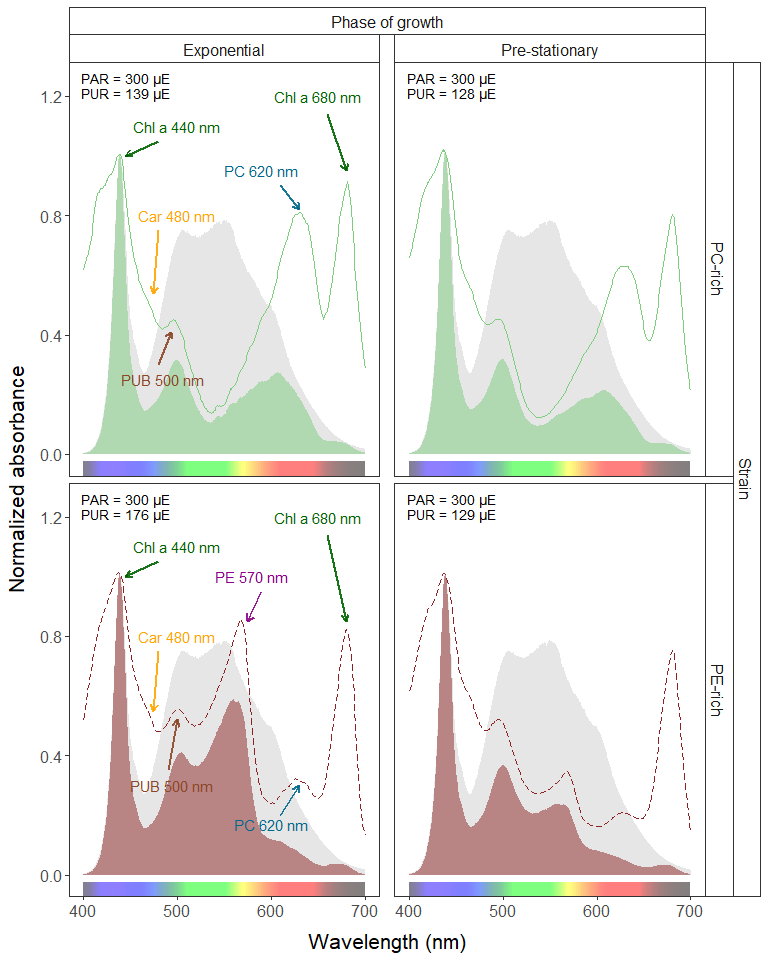 Phase of growth
Exponential
Pre-stationary
PAR = 300 µE
PUR = 139 µE
Chl a 680 nm
Chl a 440 nm
PC 620 nm
Car 480 nm
PUB 500 nm
PAR = 300 µE
PUR = 128 µE
1.2
0.8
0.4
0.0
PC-rich
Strain
Normalized absorbance
PAR = 300 µE
PUR = 176 µE
Chl a 680 nm
Chl a 440 nm
PE 570 nm
Car 480 nm
PUB 500 nm
PC 620 nm
PAR = 300 µE
PUR = 129 µE
1.2
0.8
0.4
0.0
PE-rich
400 500 600 700 400 500 600 700
Wavelength (nm)